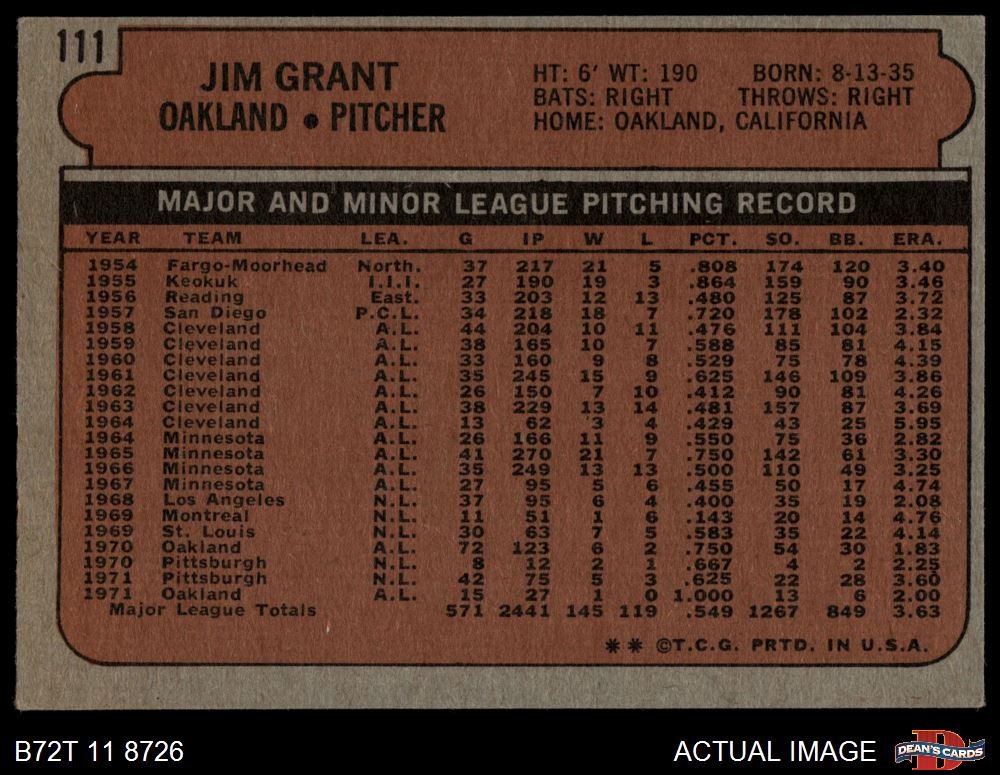 111
JIM GRANT
OAKLAND • PITCHER
HT: 6' WT: 190 BORN: 8-13-35
BATS: RIGHT THROWS: RIGHT
HOME: OAKLAND, CALIFORNIA
MAJOR AND MINOR LEAGUE PITCHING RECORD
YEAR TEAM LEA. G IP W L PCT. SO. BB. ERA.
1954 Fargo-Moorhead North. 37 217 21 5 .808 174 120 3.40
1955 Keokuk I.I.I. 27 190 19 3 .864 159 90 3.46
1956 Reading East. 33 203 12 13 .480 125 87 3.72
1957 San Diego P.C.L. 34 218 18 7 .720 178 102 2.32
1958 Cleveland A.L. 44 204 10 11 .476 111 104 3.84
1959 Cleveland A.L. 38 165 10 7 .588 85 81 4.15
1960 Cleveland A.L. 33 160 9 8 .529 75 78 4.39
1961 Cleveland A.L. 35 245 15 9 .625 146 109 3.86
1962 Cleveland A.L. 26 150 7 10 .412 90 81 4.26
1963 Cleveland A.L. 38 229 13 14 .481 157 87 3.69
1964 Cleveland A.L. 13 62 3 4 .429 43 25 5.95
1964 Minnesota A.L. 26 166 11 9 .550 75 36 2.82
1965 Minnesota A.L. 41 270 21 7 .750 142 61 3.30
1966 Minnesota A.L. 35 249 13 13 .500 110 49 3.25
1967 Minnesota A.L. 27 95 5 6 .455 50 17 4.74
1968 Los Angeles N.L. 37 95 6 4 .400 35 19 2.08
1969 Montreal N.L. 11 51 1 6 .143 20 14 4.76
1969 St. Louis N.L. 30 63 7 5 .583 35 22 4.14
1970 Oakland A.L. 72 123 6 2 .750 54 30 1.83
1970 Pittsburgh N.L. 8 12 2 1 .667 4 2 2.25
1971 Pittsburgh N.L. 42 75 5 3 .625 22 28 3.60
1971 Oakland A.L. 15 27 1 0 1.000 13 6 2.00
Major League Totals 571 2441 145 119 .549 1267 849 3.63
** ©T.C.G. PRTD. IN U.S.A.
B72T 11 8726
ACTUAL IMAGE
D
DEAN'S CARDS